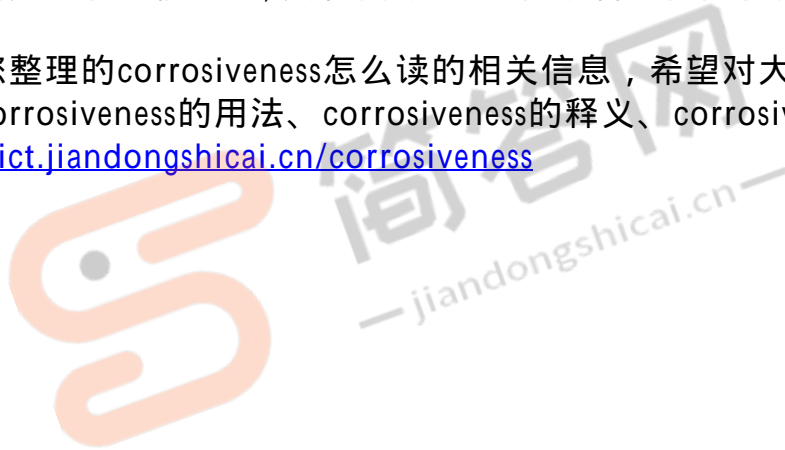 整理的corrosiveness怎么读的相关信息，希望对大
orrosiveness的用法、corrosiveness的释义、corrosiv
ict.jiandongshicai.cn/corrosiveness
简答网
jiandongshicai.cn